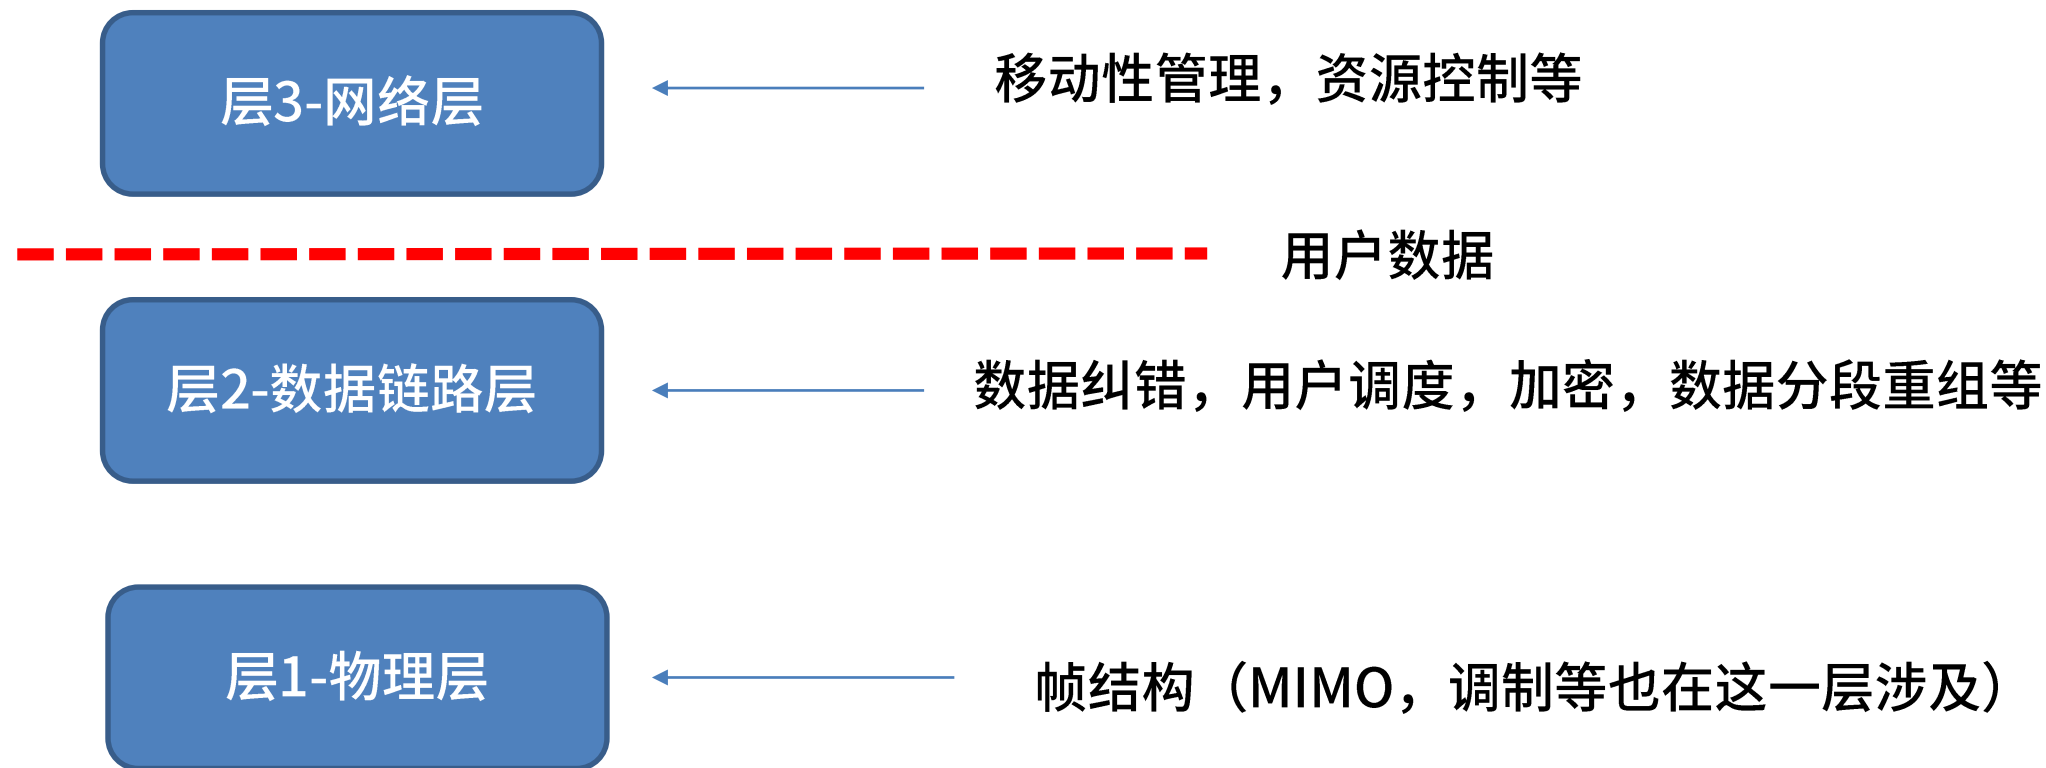 层3-网络层
移动性管理，资源控制等
用户数据
层2-数据链路层
数据纠错，用户调度，加密，数据分段重组等
层1-物理层
帧结构（MIMO，调制等也在这一层涉及）